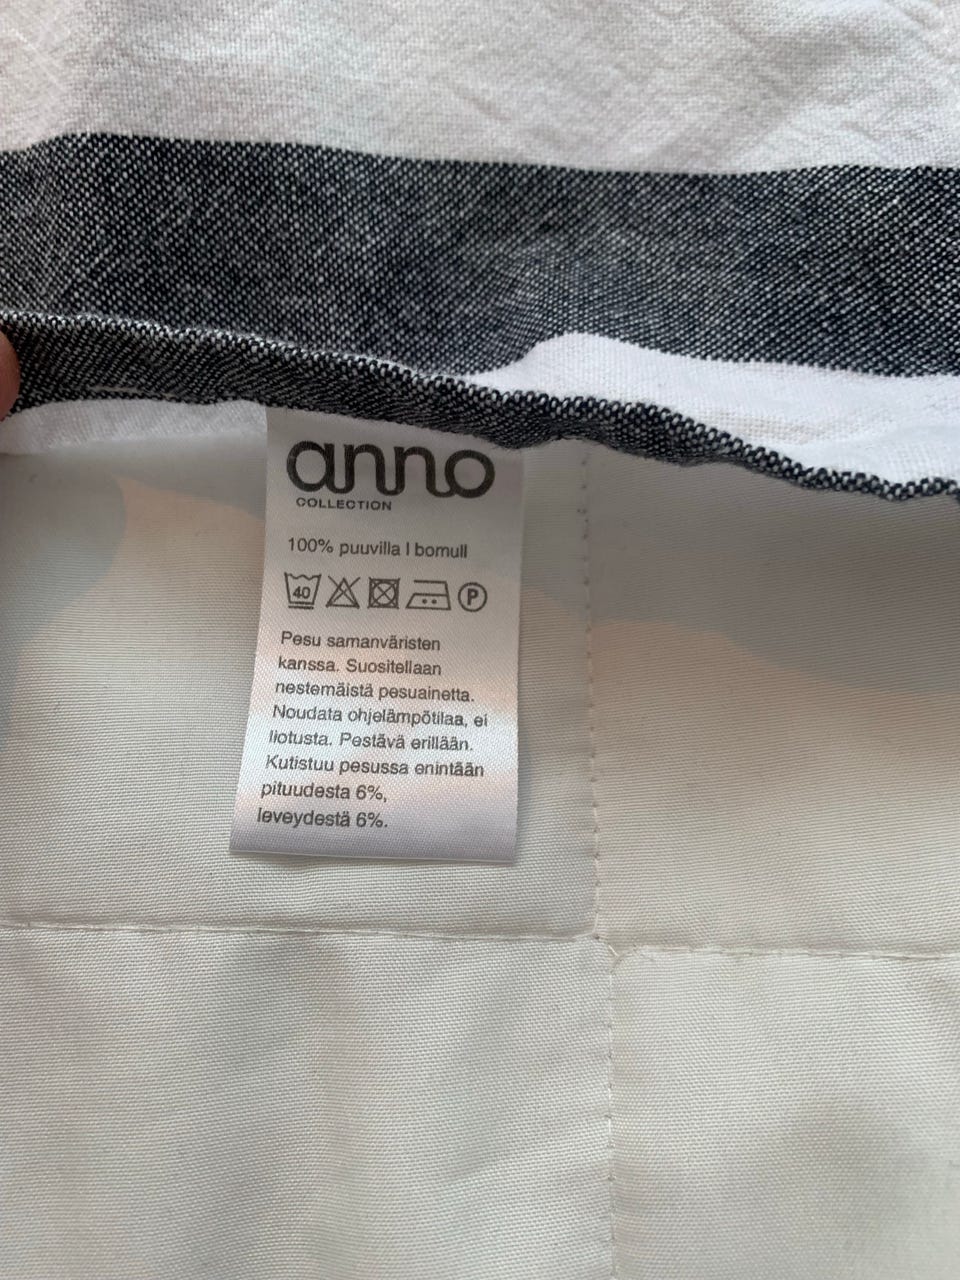 anno
COLLECTION
100% puuvilla I bomull
40 P
Pesu samanväristen
kanssa. Suositellaan
nestemäistä pesuainetta.
Noudata ohjelämpötilaa, ei
liotusta. Pestävä erillään.
Kutistuu pesussa enintään
pituudesta 6%,
leveydestä 6%.